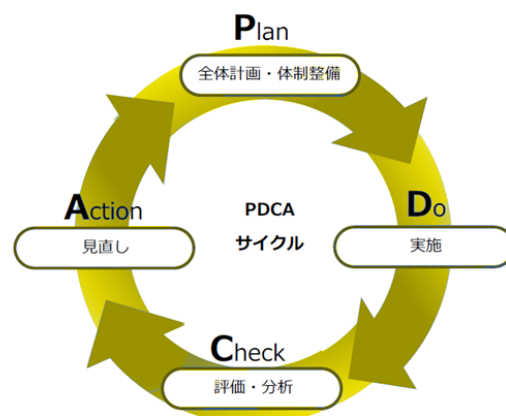 Plan
全体計画・体制整備
Action
見直し
PDCA
サイクル
Do
実施
Check
評価・分析